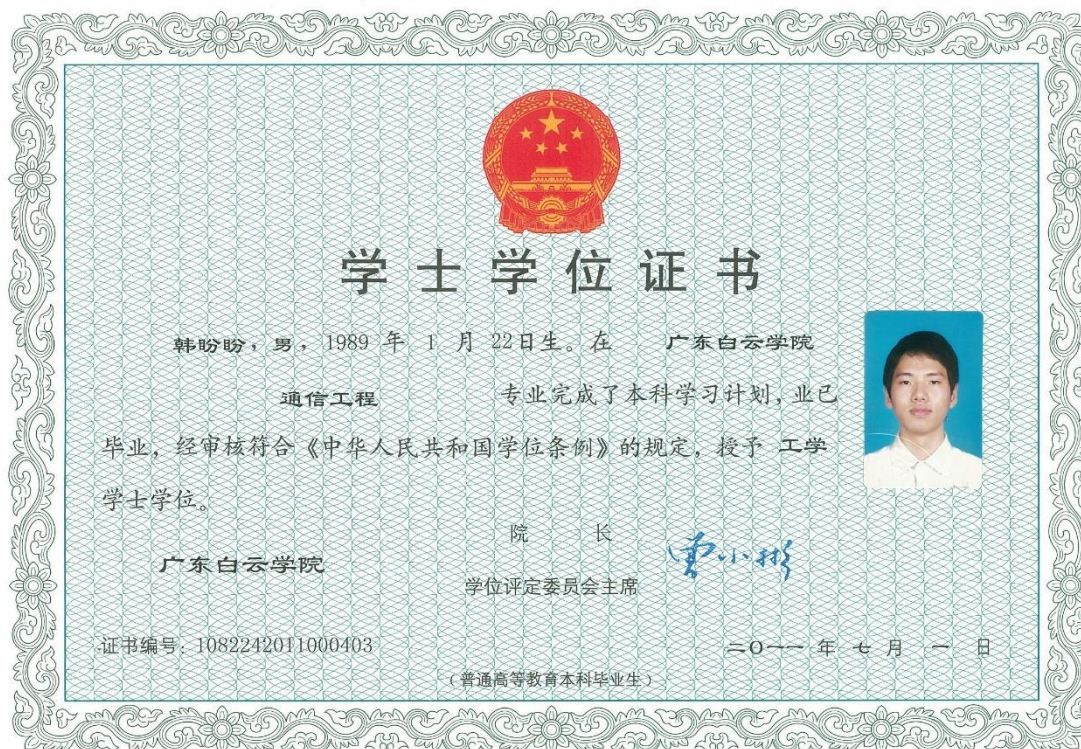 学士学位证书
韩盼盼，男，1989 年 1 月 22日生。在 广东白云学院
通信工程 专业完成了本科学习计划，业已
毕业，经审核符合《中华人民共和国学位条例》的规定，授予 工学
学士学位。
院 长
广东白云学院
学位评定委员会主席
证书编号：1082242011000403
二O一一 年 七 月 一 日
（普通高等教育本科毕业生）